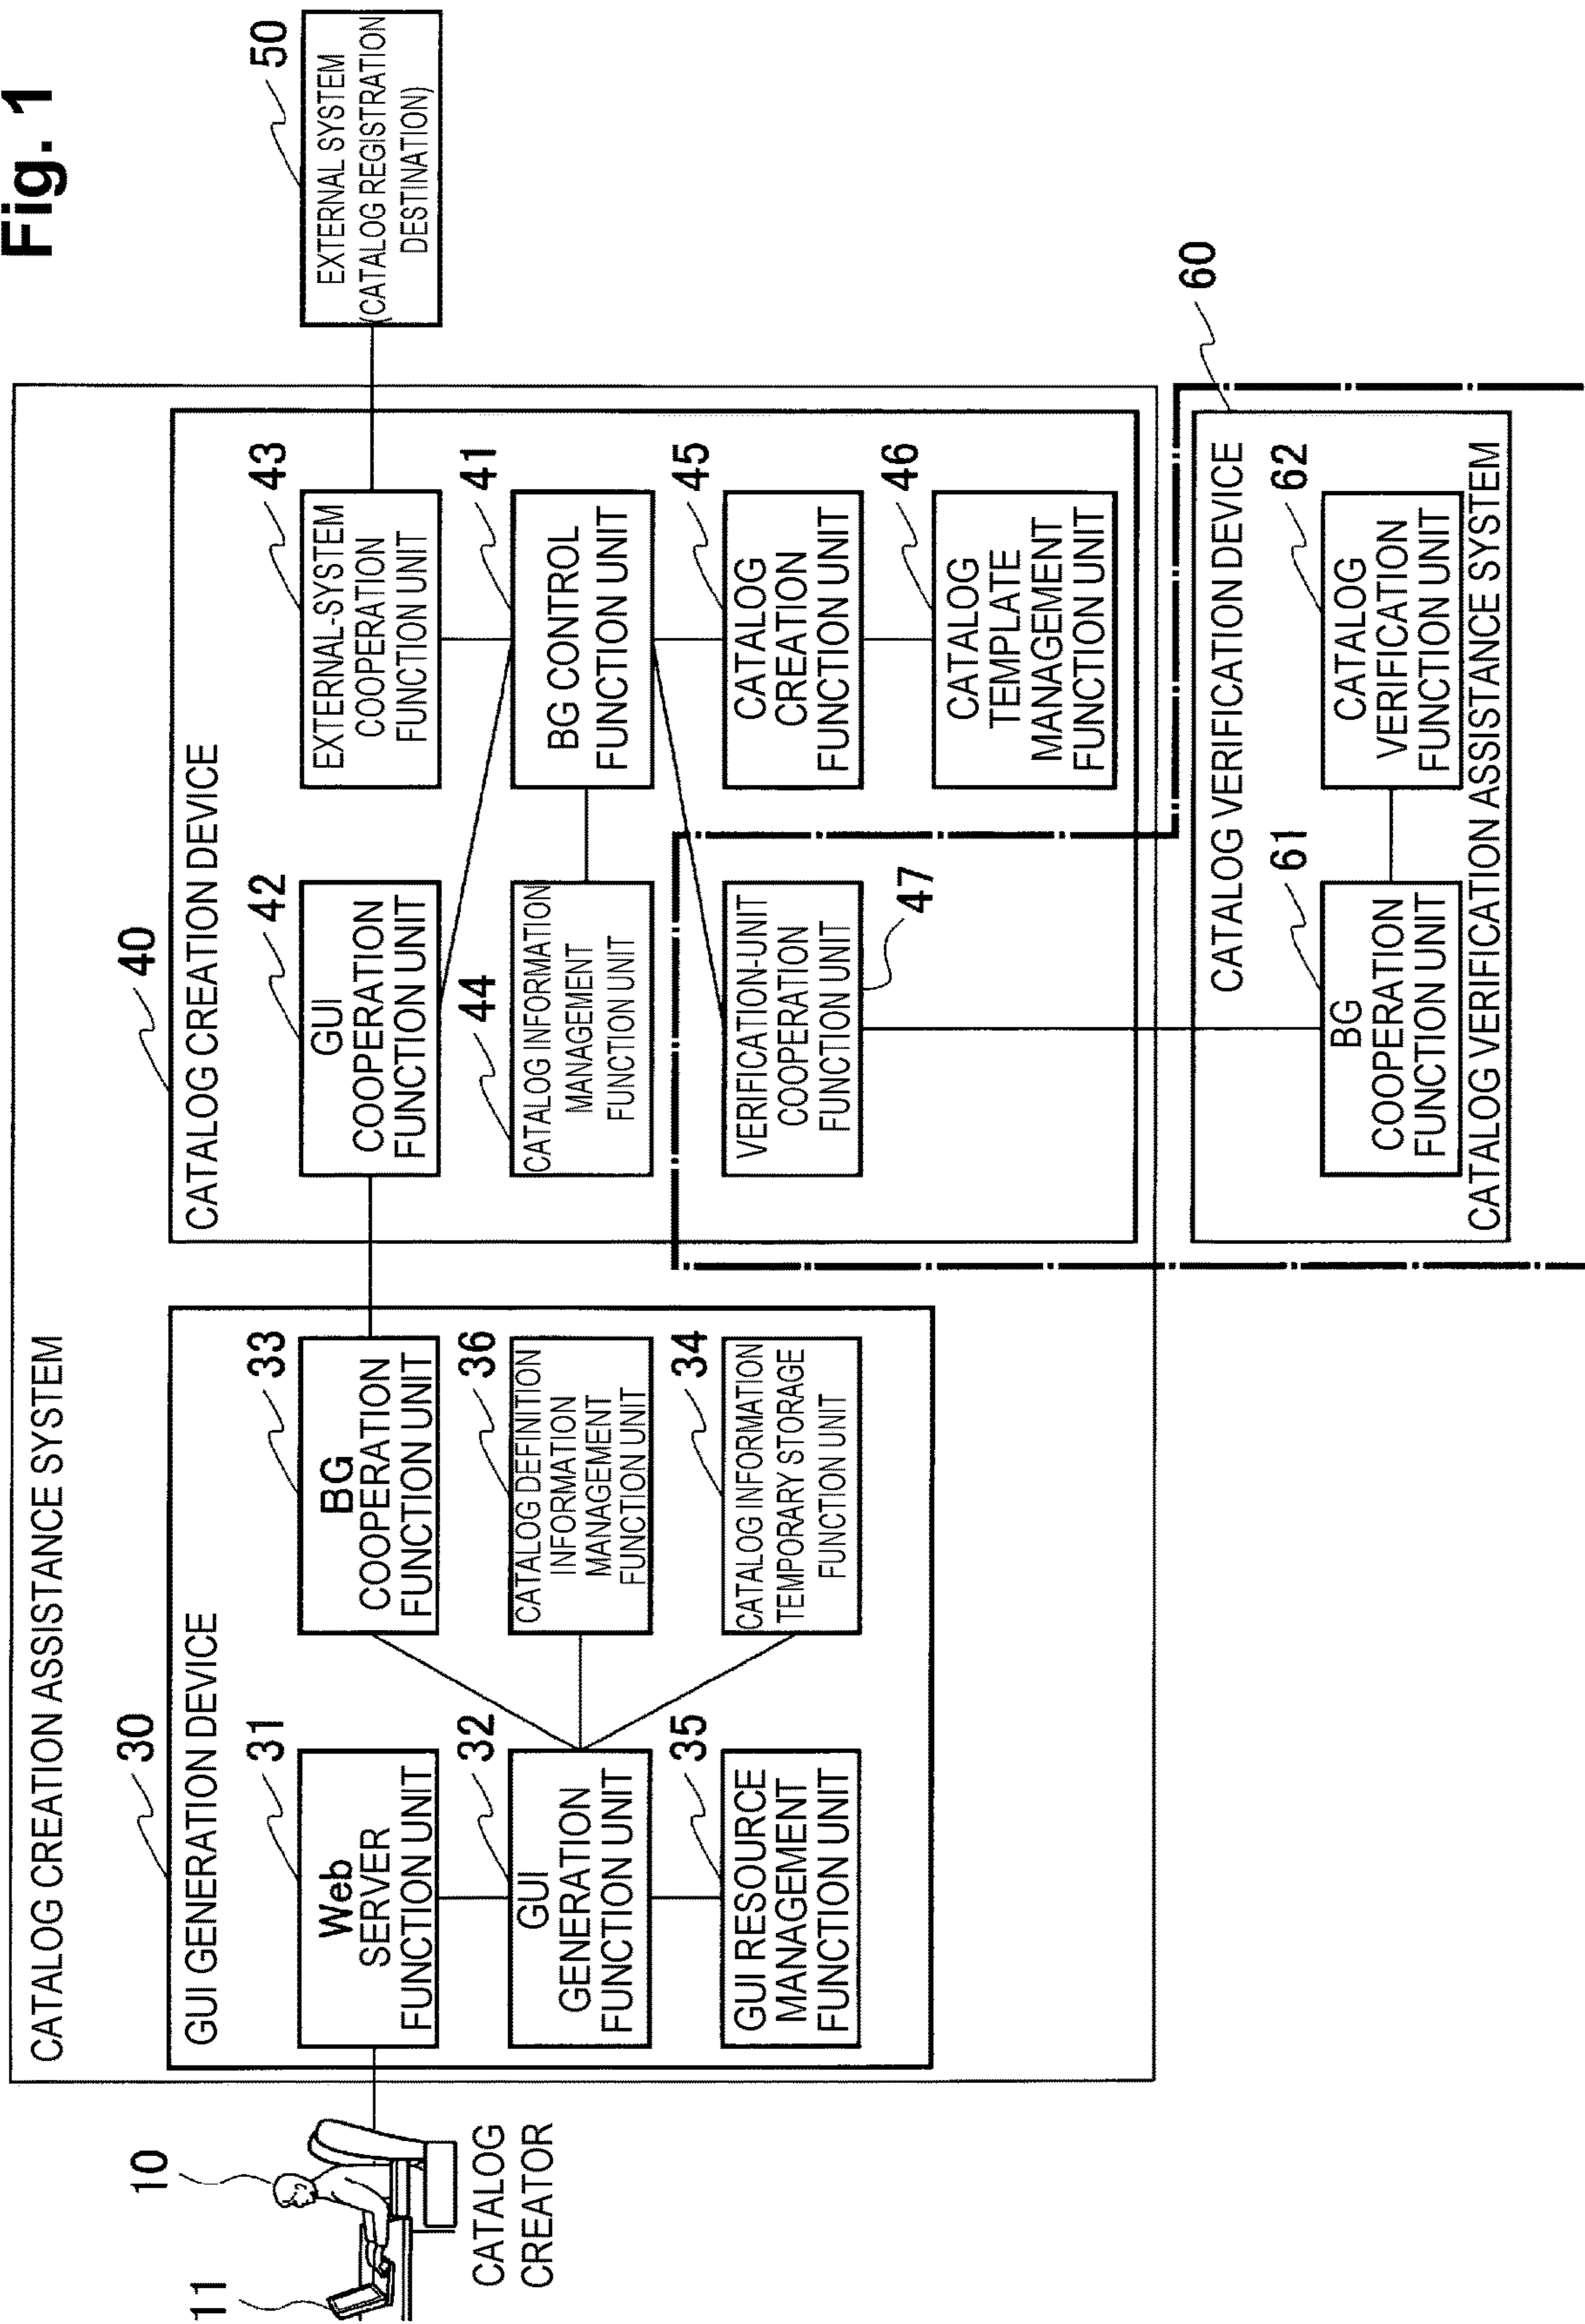 Fig. 1
CATALOG CREATION ASSISTANCE SYSTEM
10
11
CATALOG
CREATOR
30
GUI GENERATION DEVICE
31
Web
SERVER
FUNCTION UNIT
33
BG
COOPERATION
FUNCTION UNIT
32
GUI
GENERATION
FUNCTION UNIT
36
CATALOG DEFINITION
INFORMATION
MANAGEMENT
FUNCTION UNIT
35
GUI RESOURCE
MANAGEMENT
FUNCTION UNIT
34
CATALOG INFORMATION
TEMPORARY STORAGE
FUNCTION UNIT
40
CATALOG CREATION DEVICE
42
GUI
COOPERATION
FUNCTION UNIT
43
EXTERNAL-SYSTEM
COOPERATION
FUNCTION UNIT
44
CATALOG INFORMATION
MANAGEMENT
FUNCTION UNIT
41
BG CONTROL
FUNCTION UNIT
VERIFICATION-UNIT
COOPERATION
FUNCTION UNIT
47
45
CATALOG
CREATION
FUNCTION UNIT
46
CATALOG
TEMPLATE
MANAGEMENT
FUNCTION UNIT
50
EXTERNAL SYSTEM
(CATALOG REGISTRATION
DESTINATION)
60
CATALOG VERIFICATION DEVICE
61
BG
COOPERATION
FUNCTION UNIT
62
CATALOG
VERIFICATION
FUNCTION UNIT
CATALOG VERIFICATION ASSISTANCE SYSTEM